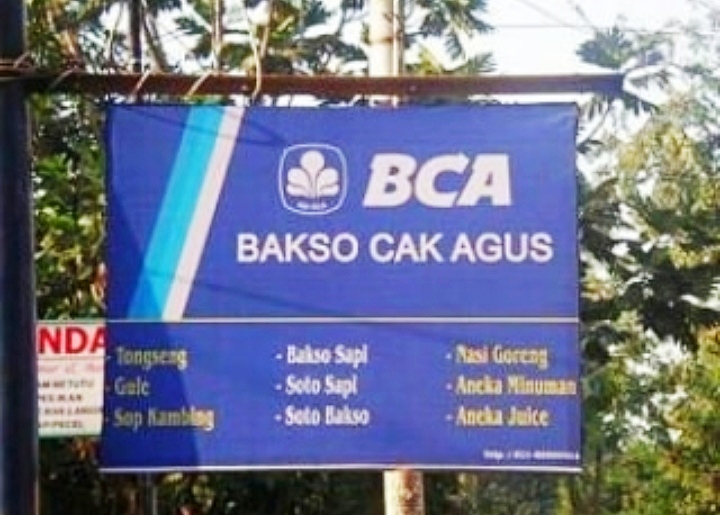 BCA
BAKSO CAK AGUS
- Tongseng
- Gule
- Sop Kambing
- Bakso Sapi
- Soto Sapi
- Soto Bakso
- Nasi Goreng
- Aneka Minuman
- Aneka Juice
NDA